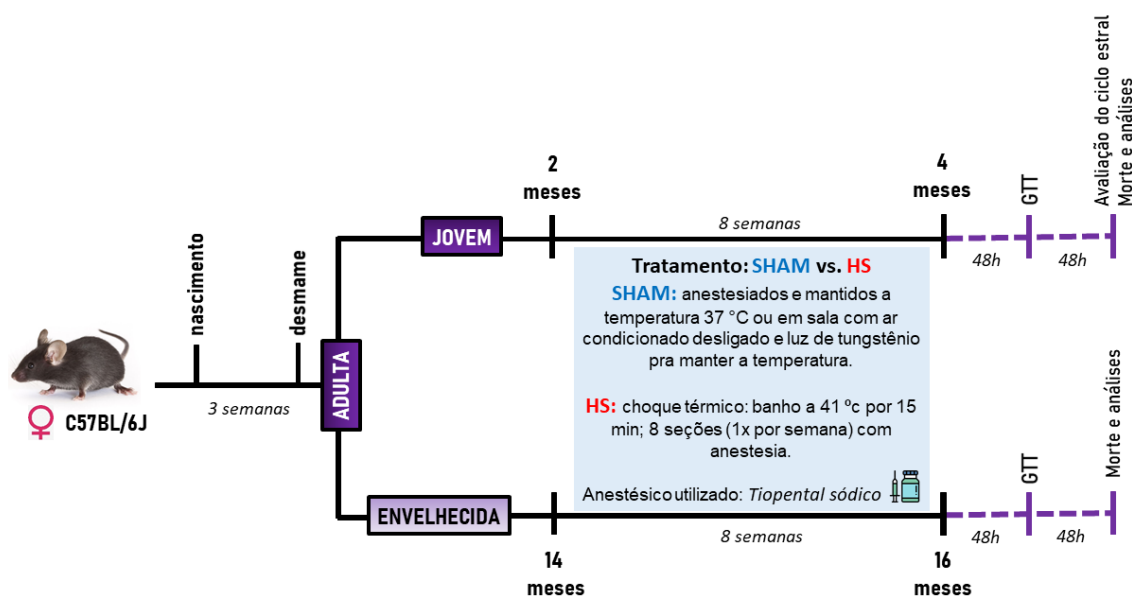 nascimento
desmame
3 semanas
C57BL/6J
ADULTA
JOVEM
2
meses
8 semanas
4
meses
48h
GTT
48h
Avaliação do ciclo estral
Morte e análises
Tratamento: SHAM vs. HS
SHAM: anestesiados e mantidos a
temperatura 37 °C ou em sala com ar
condicionado desligado e luz de tungstênio
pra manter a temperatura.
HS: choque térmico: banho a 41 ºc por 15
min; 8 seções (1x por semana) com
anestesia.
Anestésico utilizado: Tiopental sódico
ENVELHECIDA
14
meses
8 semanas
16
meses
48h
GTT
48h
Morte e análises